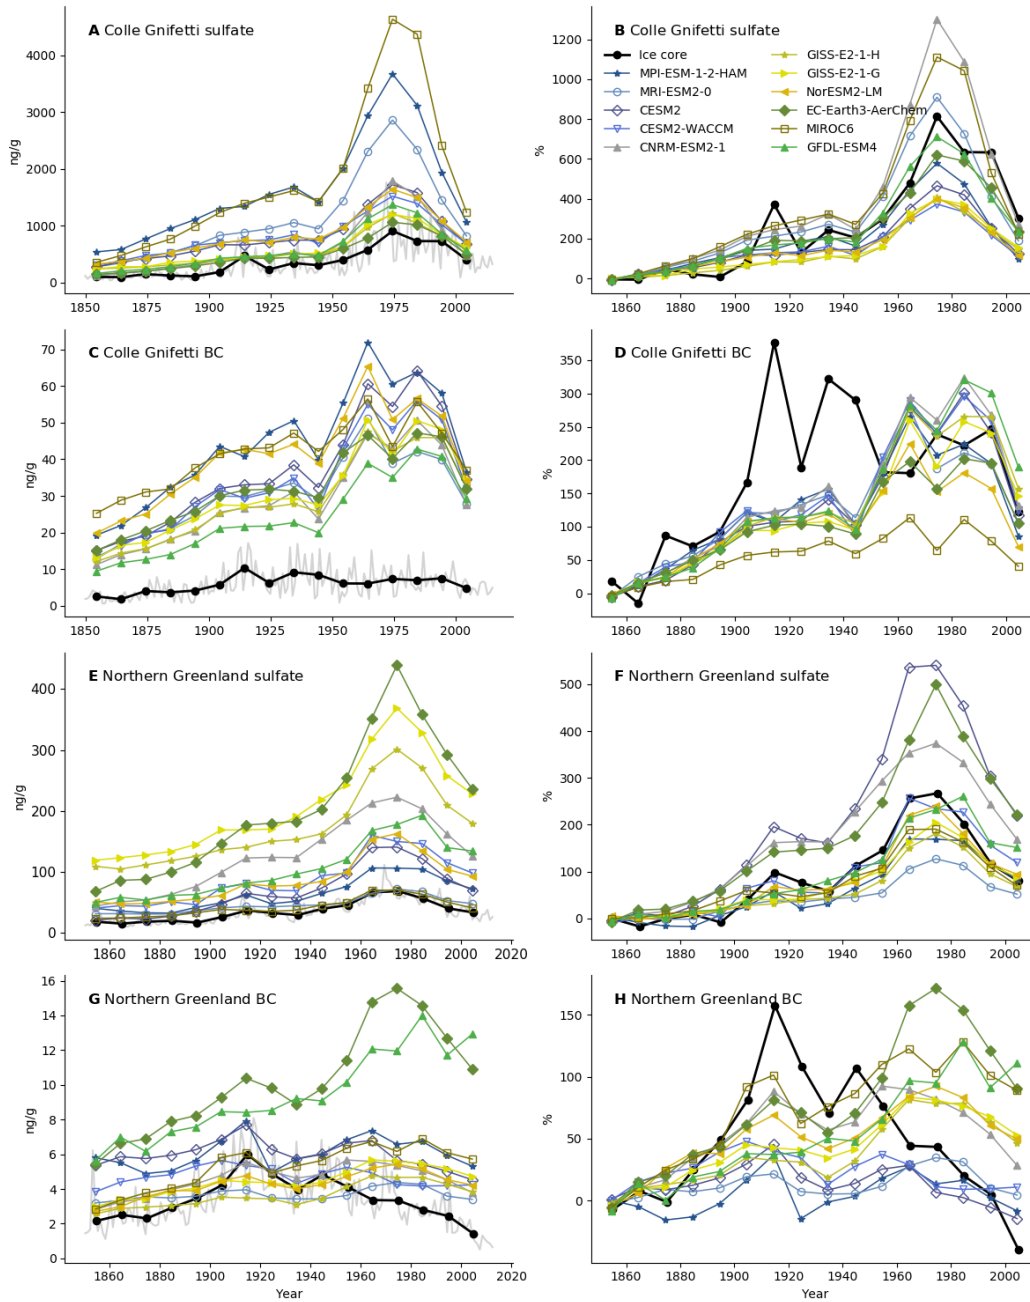 A Colle Gnifetti sulfate
4000
3000
2000
1000
0
ng/g
1850 1875 1900 1925 1950 1975 2000
B Colle Gnifetti sulfate
Ice core
MPI-ESM-1-2-HAM
MRI-ESM2-0
CESM2
CESM2-WACCM
CNRM-ESM2-1
GISS-E2-1-H
GISS-E2-1-G
NorESM2-LM
EC-Earth3-AerChem
MIROC6
GFDL-ESM4
1200
1000
800
600
400
200
0
%
1860 1880 1900 1920 1940 1960 1980 2000
C Colle Gnifetti BC
70
60
50
40
30
20
10
0
ng/g
1850 1875 1900 1925 1950 1975 2000
D Colle Gnifetti BC
350
300
250
200
150
100
50
0
%
1860 1880 1900 1920 1940 1960 1980 2000
E Northern Greenland sulfate
400
300
200
100
0
ng/g
1860 1880 1900 1920 1940 1960 1980 2000 2020
F Northern Greenland sulfate
500
400
300
200
100
0
%
1860 1880 1900 1920 1940 1960 1980 2000
G Northern Greenland BC
16
14
12
10
8
6
4
2
0
ng/g
1860 1880 1900 1920 1940 1960 1980 2000 2020
Year
H Northern Greenland BC
150
100
50
0
%
1860 1880 1900 1920 1940 1960 1980 2000
Year